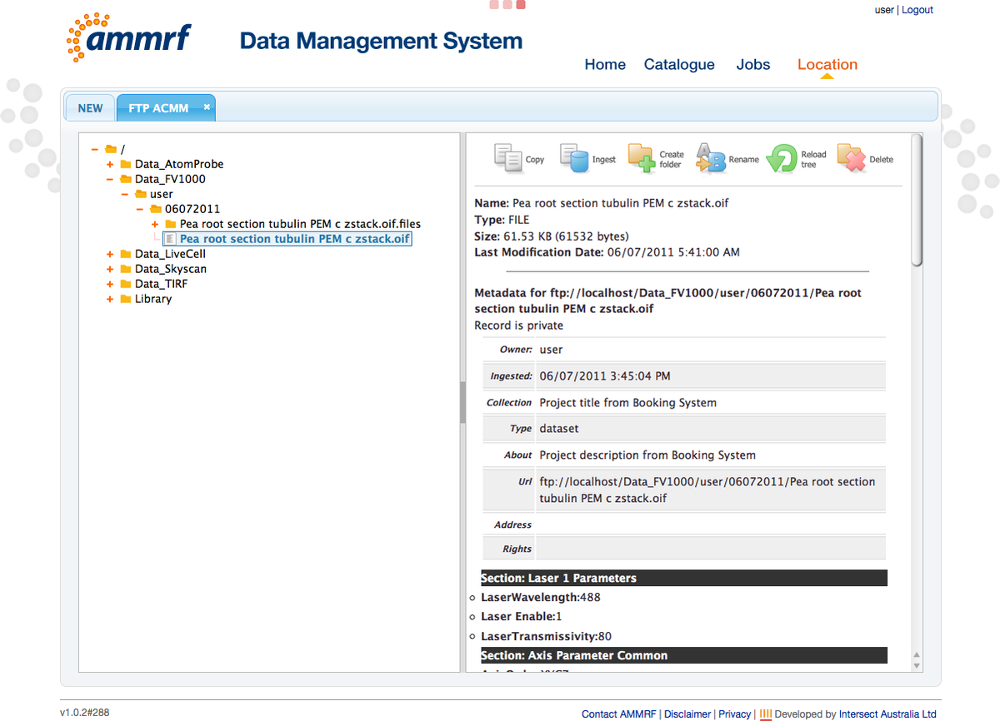 user | Logout
ammrf
Data Management System
Home Catalogue Jobs Location
NEW FTP ACMM ×
/
Data_AtomProbe
Data_FV1000
user
06072011
Pea root section tubulin PEM c zstack.oif.files
Pea root section tubulin PEM c zstack.oif
Data_LiveCell
Data_Skyscan
Data_TIRF
Library
Copy Ingest Create folder Rename Reload tree Delete
Name: Pea root section tubulin PEM c zstack.oif
Type: FILE
Size: 61.53 KB (61532 bytes)
Last Modification Date: 06/07/2011 5:41:00 AM
Metadata for ftp://localhost/Data_FV1000/user/06072011/Pea root
section tubulin PEM c zstack.oif
Record is private
Owner: user
Ingested: 06/07/2011 3:45:04 PM
Collection Project title from Booking System
Type dataset
About Project description from Booking System
Url ftp://localhost/Data_FV1000/user/06072011/Pea root section
tubulin PEM c zstack.oif
Address
Rights
Section: Laser 1 Parameters
LaserWavelength:488
Laser Enable:1
LaserTransmissivity:80
Section: Axis Parameter Common
v1.0.2#288
Contact AMMRF | Disclaimer | Privacy | Developed by Intersect Australia Ltd